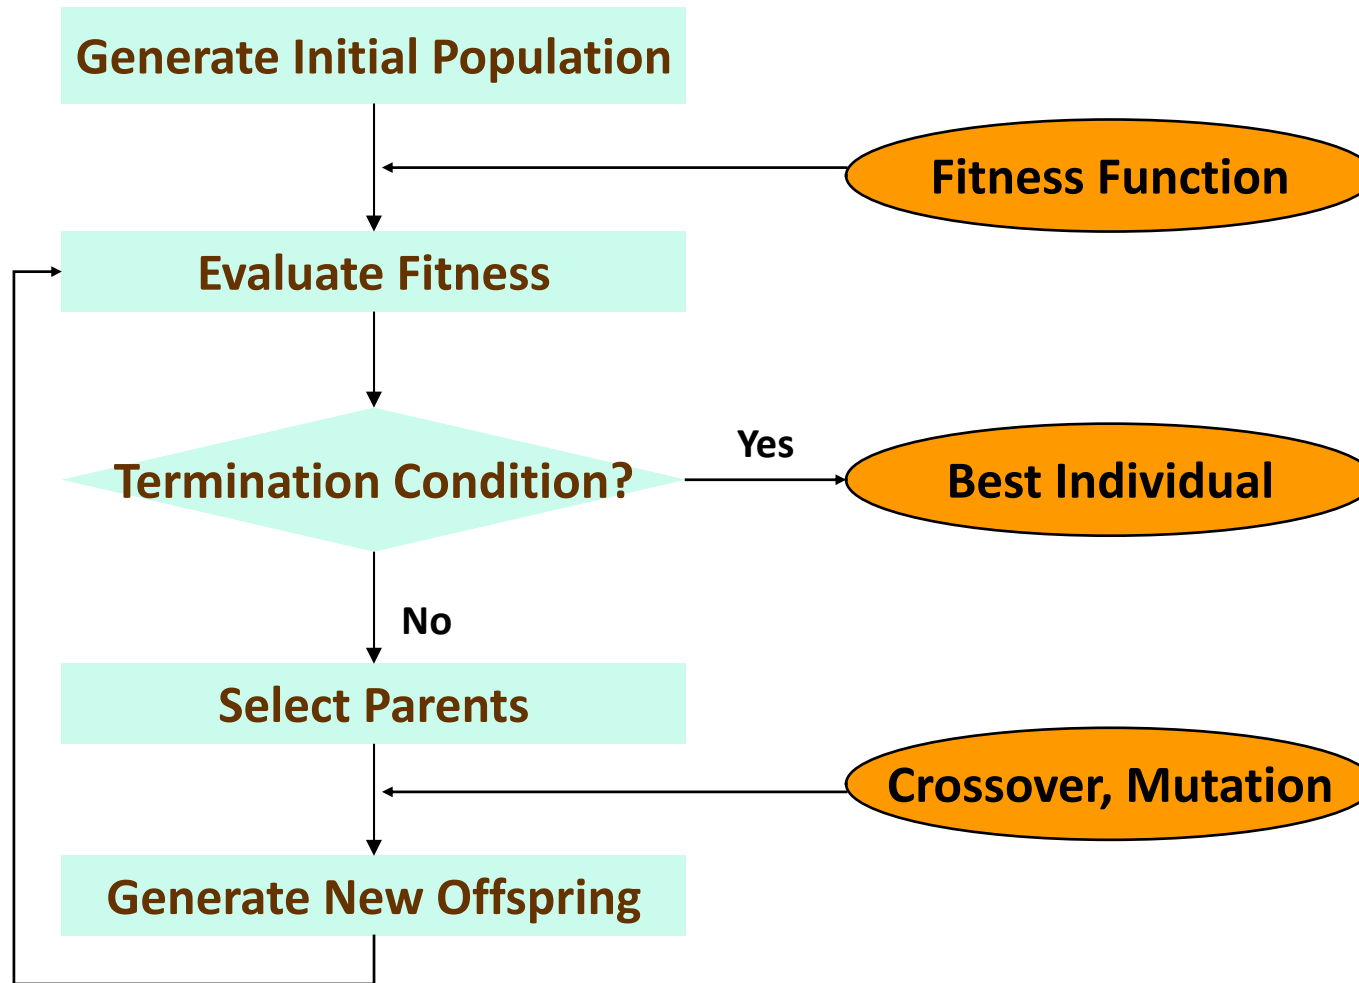 Generate Initial Population
Fitness Function
Evaluate Fitness
Termination Condition?
Yes
Best Individual
No
Select Parents
Crossover, Mutation
Generate New Offspring